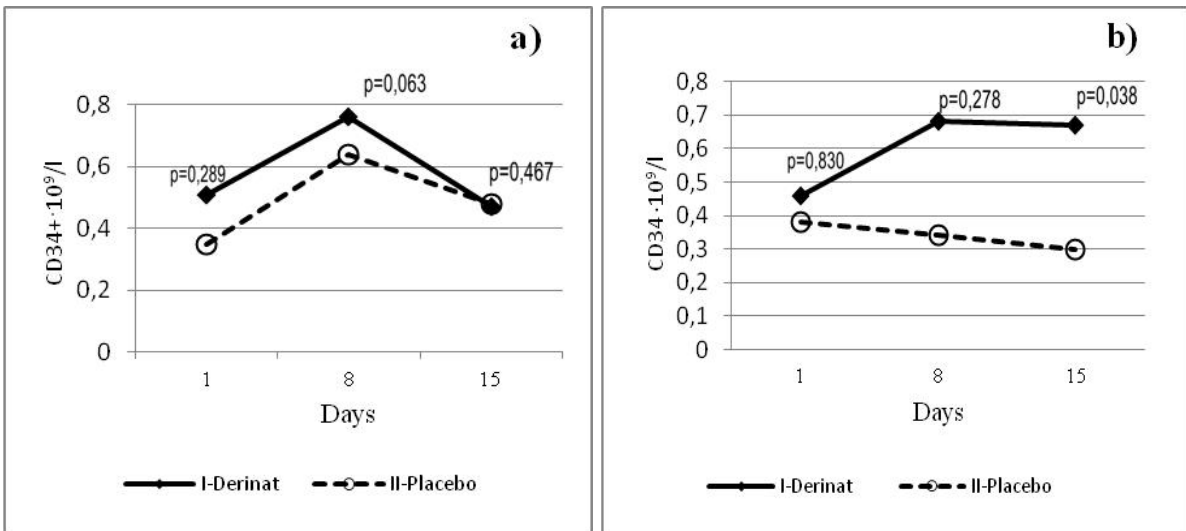 a)
p=0,063
0,8
p=0,289
p=0,467
0,6
0,4
0,2
0
CD34+·10⁹/l
1 8 15
Days
I-Derinat II-Placebo
b)
0,8
p=0,278
p=0,038
0,7
p=0,830
0,6
0,5
0,4
0,3
0,2
0,1
0
CD34·10⁹/l
1 8 15
Days
I-Derinat II-Placebo